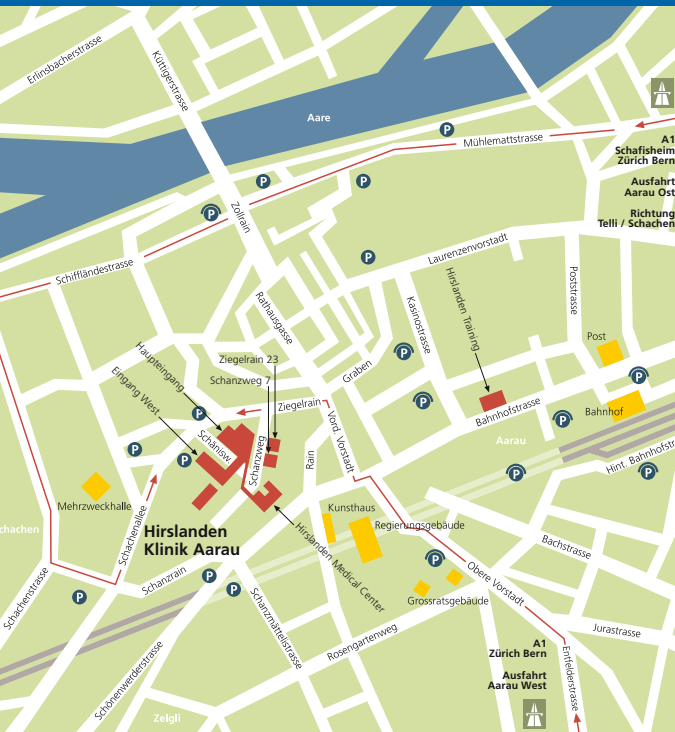 Erlinsbacherstrasse
Küttigerstrasse
Aare
P
Mühlemattstrasse
A1
Schafisheim
Zürich Bern
Ausfahrt
Aarau Ost
Richtung
Telli / Schachen
P
P
P
Zollrain
P
Laurenzenvorstadt
Schifflandestrasse
Poststrasse
Hirslanden Training
Kasinostrasse
Rathausgasse
Post
Haupteingang
Ziegelrain 23
P
Graben
Eingang West
Schanzweg 7
P
P
Ziegelrain
Bahnhof
P
P
Bahnhofstrasse
Vord. Vorstadt
Schänisw.
Aarau
P
P
Schanzweg
Rain
Hint. Bahnhofstr
P
P
Mehrzweckhalle
Kunsthaus
Regierungsgebäude
chachen
Schachenallee
Hirslanden
Klinik Aarau
Hirslanden Medical Center
Bachstrasse
P
Schanzrain
P
P
Obere Vorstadt
Schachenstrasse
P
Grossratsgebäude
Schanzmättelistrasse
Rosengartenweg
Jurastrasse
A1
Zürich Bern
Entfelderstrasse
Schönenwerderstrasse
Ausfahrt
Aarau West
Zelgli